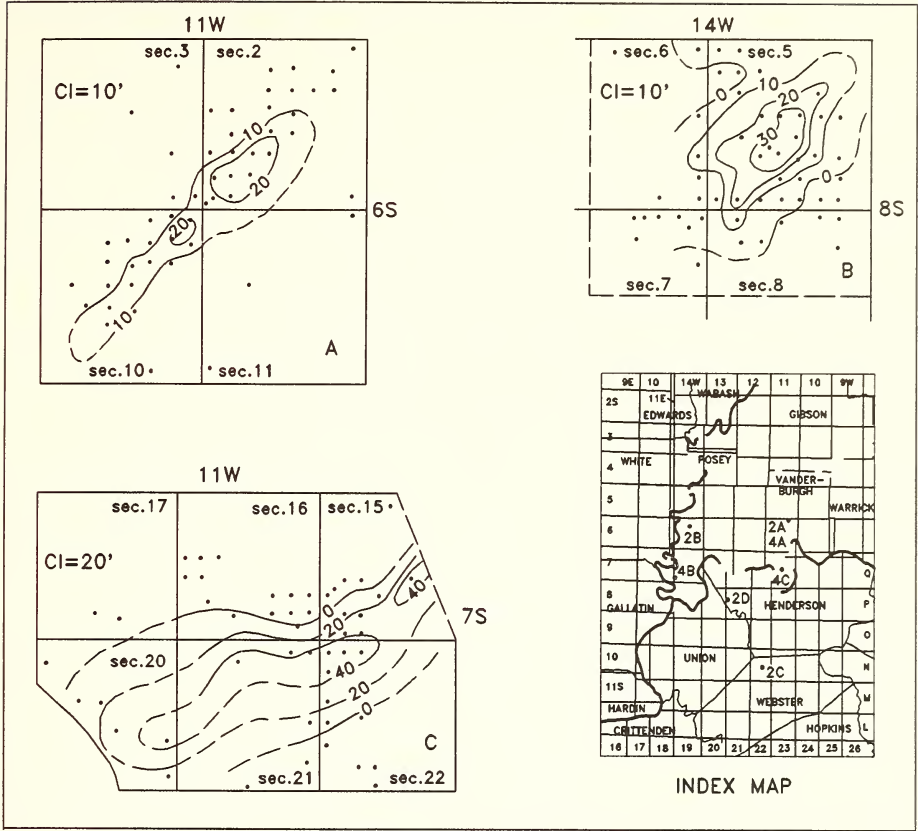 11W
sec.3
sec.2
CI=10'
10
20
20
10
6S
sec.10
sec.11
A
14W
sec.6
sec.5
CI=10'
0
10
20
30
0
8S
B
sec.7
sec.8
11W
sec.17
sec.16
sec.15
CI=20'
40
0
20
7S
sec.20
40
20
0
C
sec.21
sec.22
9E 10 14W 13 12 11 10 9W
WABASH
2S
11E
EDWARDS
GIBSON
3
WHITE
POSEY
4
VANDER-
BURGH
5
WARRICK
6
2B
2A
4A
7
4B
4C
Q
8
2D
HENDERSON
P
GALLATIN
9
O
10
UNION
N
2C
11S
WEBSTER
M
HARDIN
CRITTENDEN
HOPKINS
L
16 17 18 19 20 21 22 23 24 25 26
INDEX MAP